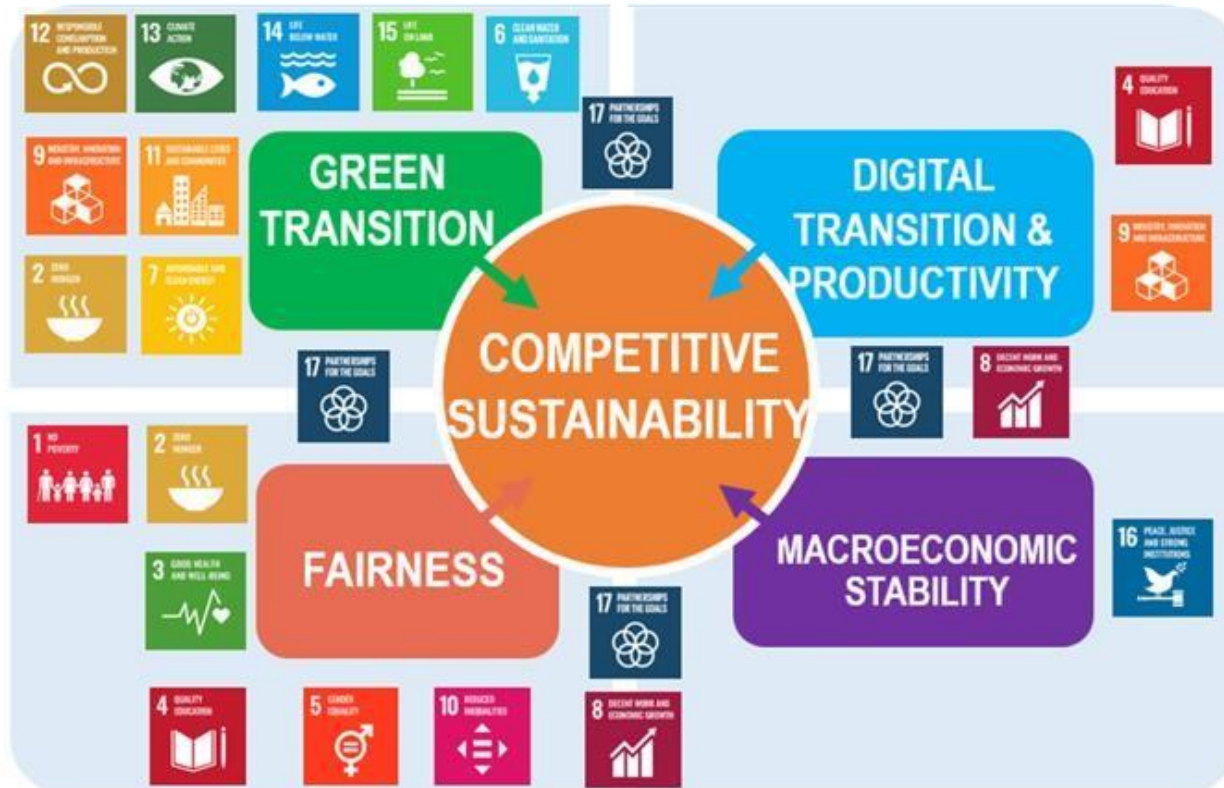 12 RESPONSIBLE
CONSUMPTION
AND PRODUCTION
13 CLIMATE
ACTION
14 LIFE
BELOW WATER
15 LIFE
ON LAND
6 CLEAN WATER
AND SANITATION
17 PARTNERSHIPS
FOR THE GOALS
4 QUALITY
EDUCATION
9 INDUSTRY, INNOVATION
AND INFRASTRUCTURE
11 SUSTAINABLE CITIES
AND COMMUNITIES
GREEN
TRANSITION
DIGITAL
TRANSITION &
PRODUCTIVITY
9 INDUSTRY, INNOVATION
AND INFRASTRUCTURE
2 ZERO
HUNGER
7 AFFORDABLE AND
CLEAN ENERGY
COMPETITIVE
SUSTAINABILITY
17 PARTNERSHIPS
FOR THE GOALS
17 PARTNERSHIPS
FOR THE GOALS
8 DECENT WORK AND
ECONOMIC GROWTH
1 NO
POVERTY
2 ZERO
HUNGER
3 GOOD HEALTH
AND WELL-BEING
FAIRNESS
MACROECONOMIC
STABILITY
16 PEACE, JUSTICE
AND STRONG
INSTITUTIONS
17 PARTNERSHIPS
FOR THE GOALS
4 QUALITY
EDUCATION
5 GENDER
EQUALITY
10 REDUCED
INEQUALITIES
8 DECENT WORK AND
ECONOMIC GROWTH